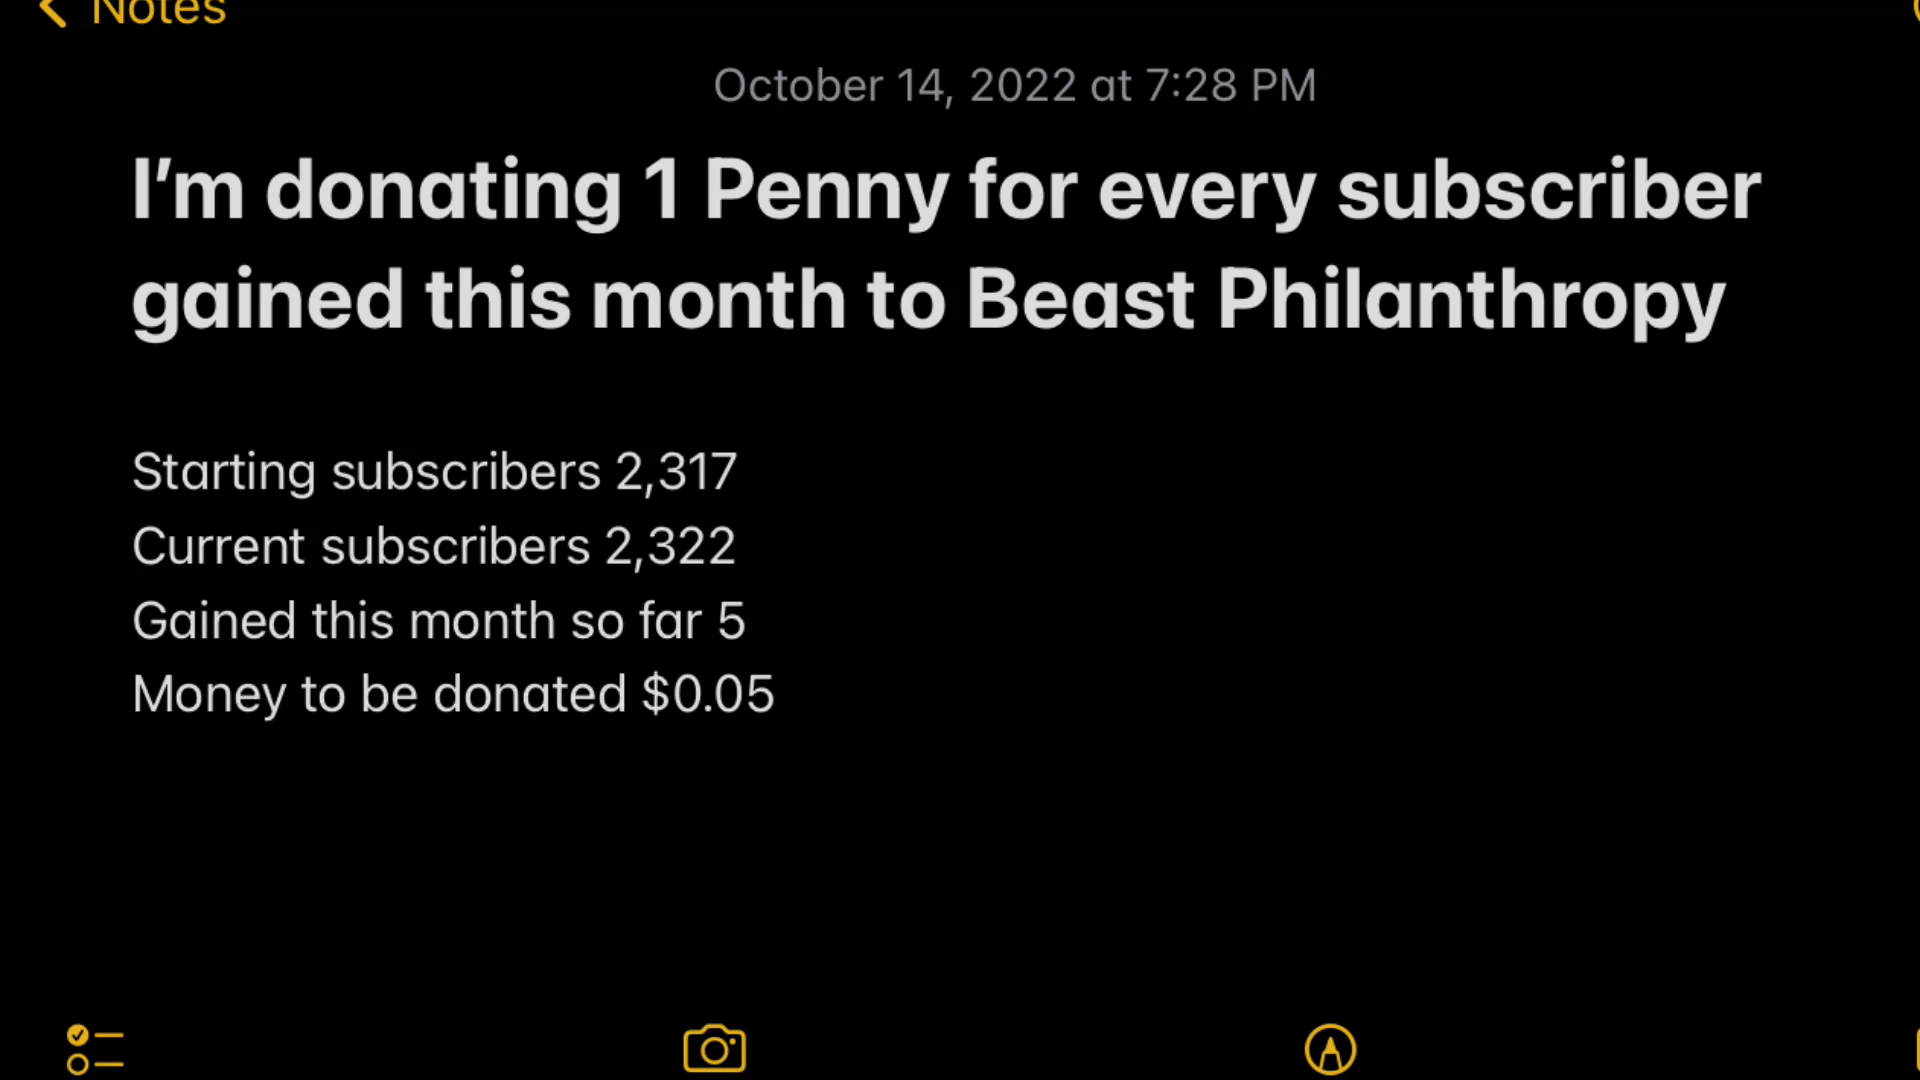 Notes
October 14, 2022 at 7:28 PM
I’m donating 1 Penny for every subscriber
gained this month to Beast Philanthropy
Starting subscribers 2,317
Current subscribers 2,322
Gained this month so far 5
Money to be donated $0.05